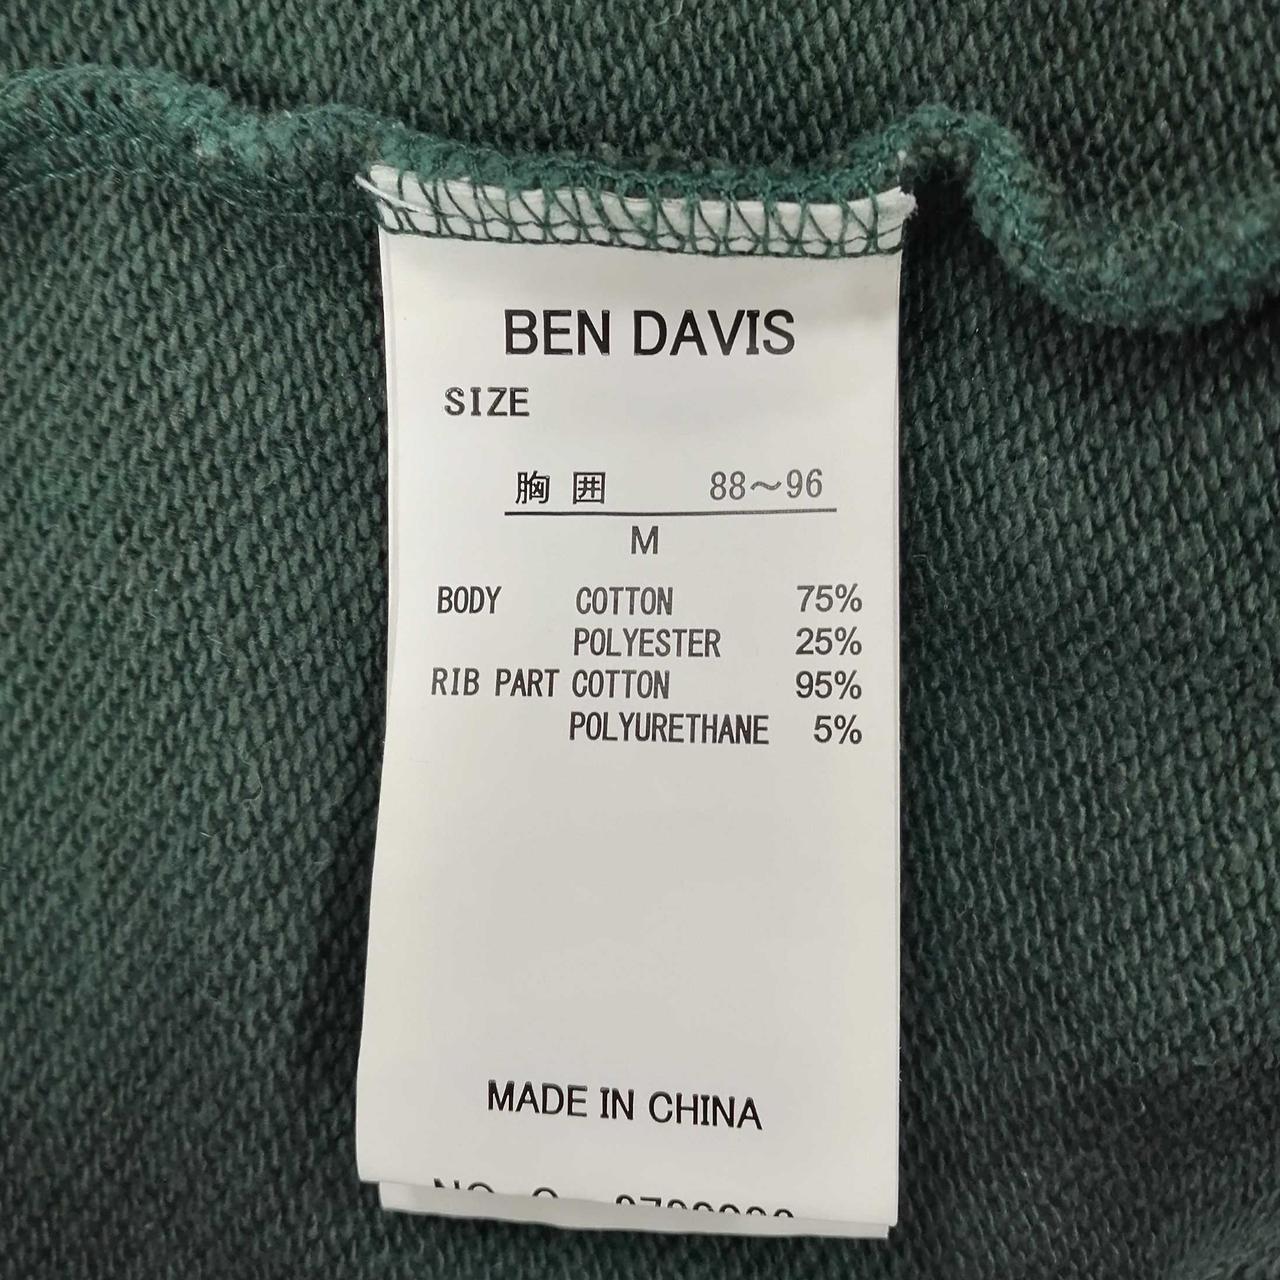 BEN DAVIS
SIZE
胸囲 88～96
M
BODY COTTON 75%
POLYESTER 25%
RIB PART COTTON 95%
POLYURETHANE 5%
MADE IN CHINA